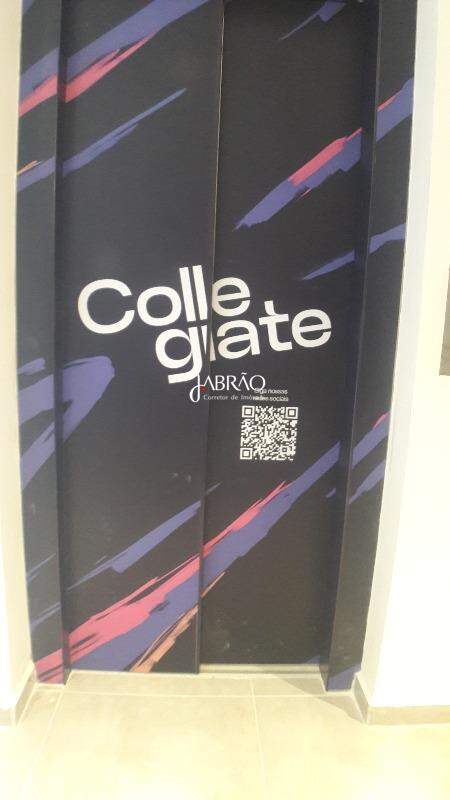 Colle
giate
JABRÃO
Corretor de Imóveis
Siga nossas
redes sociais